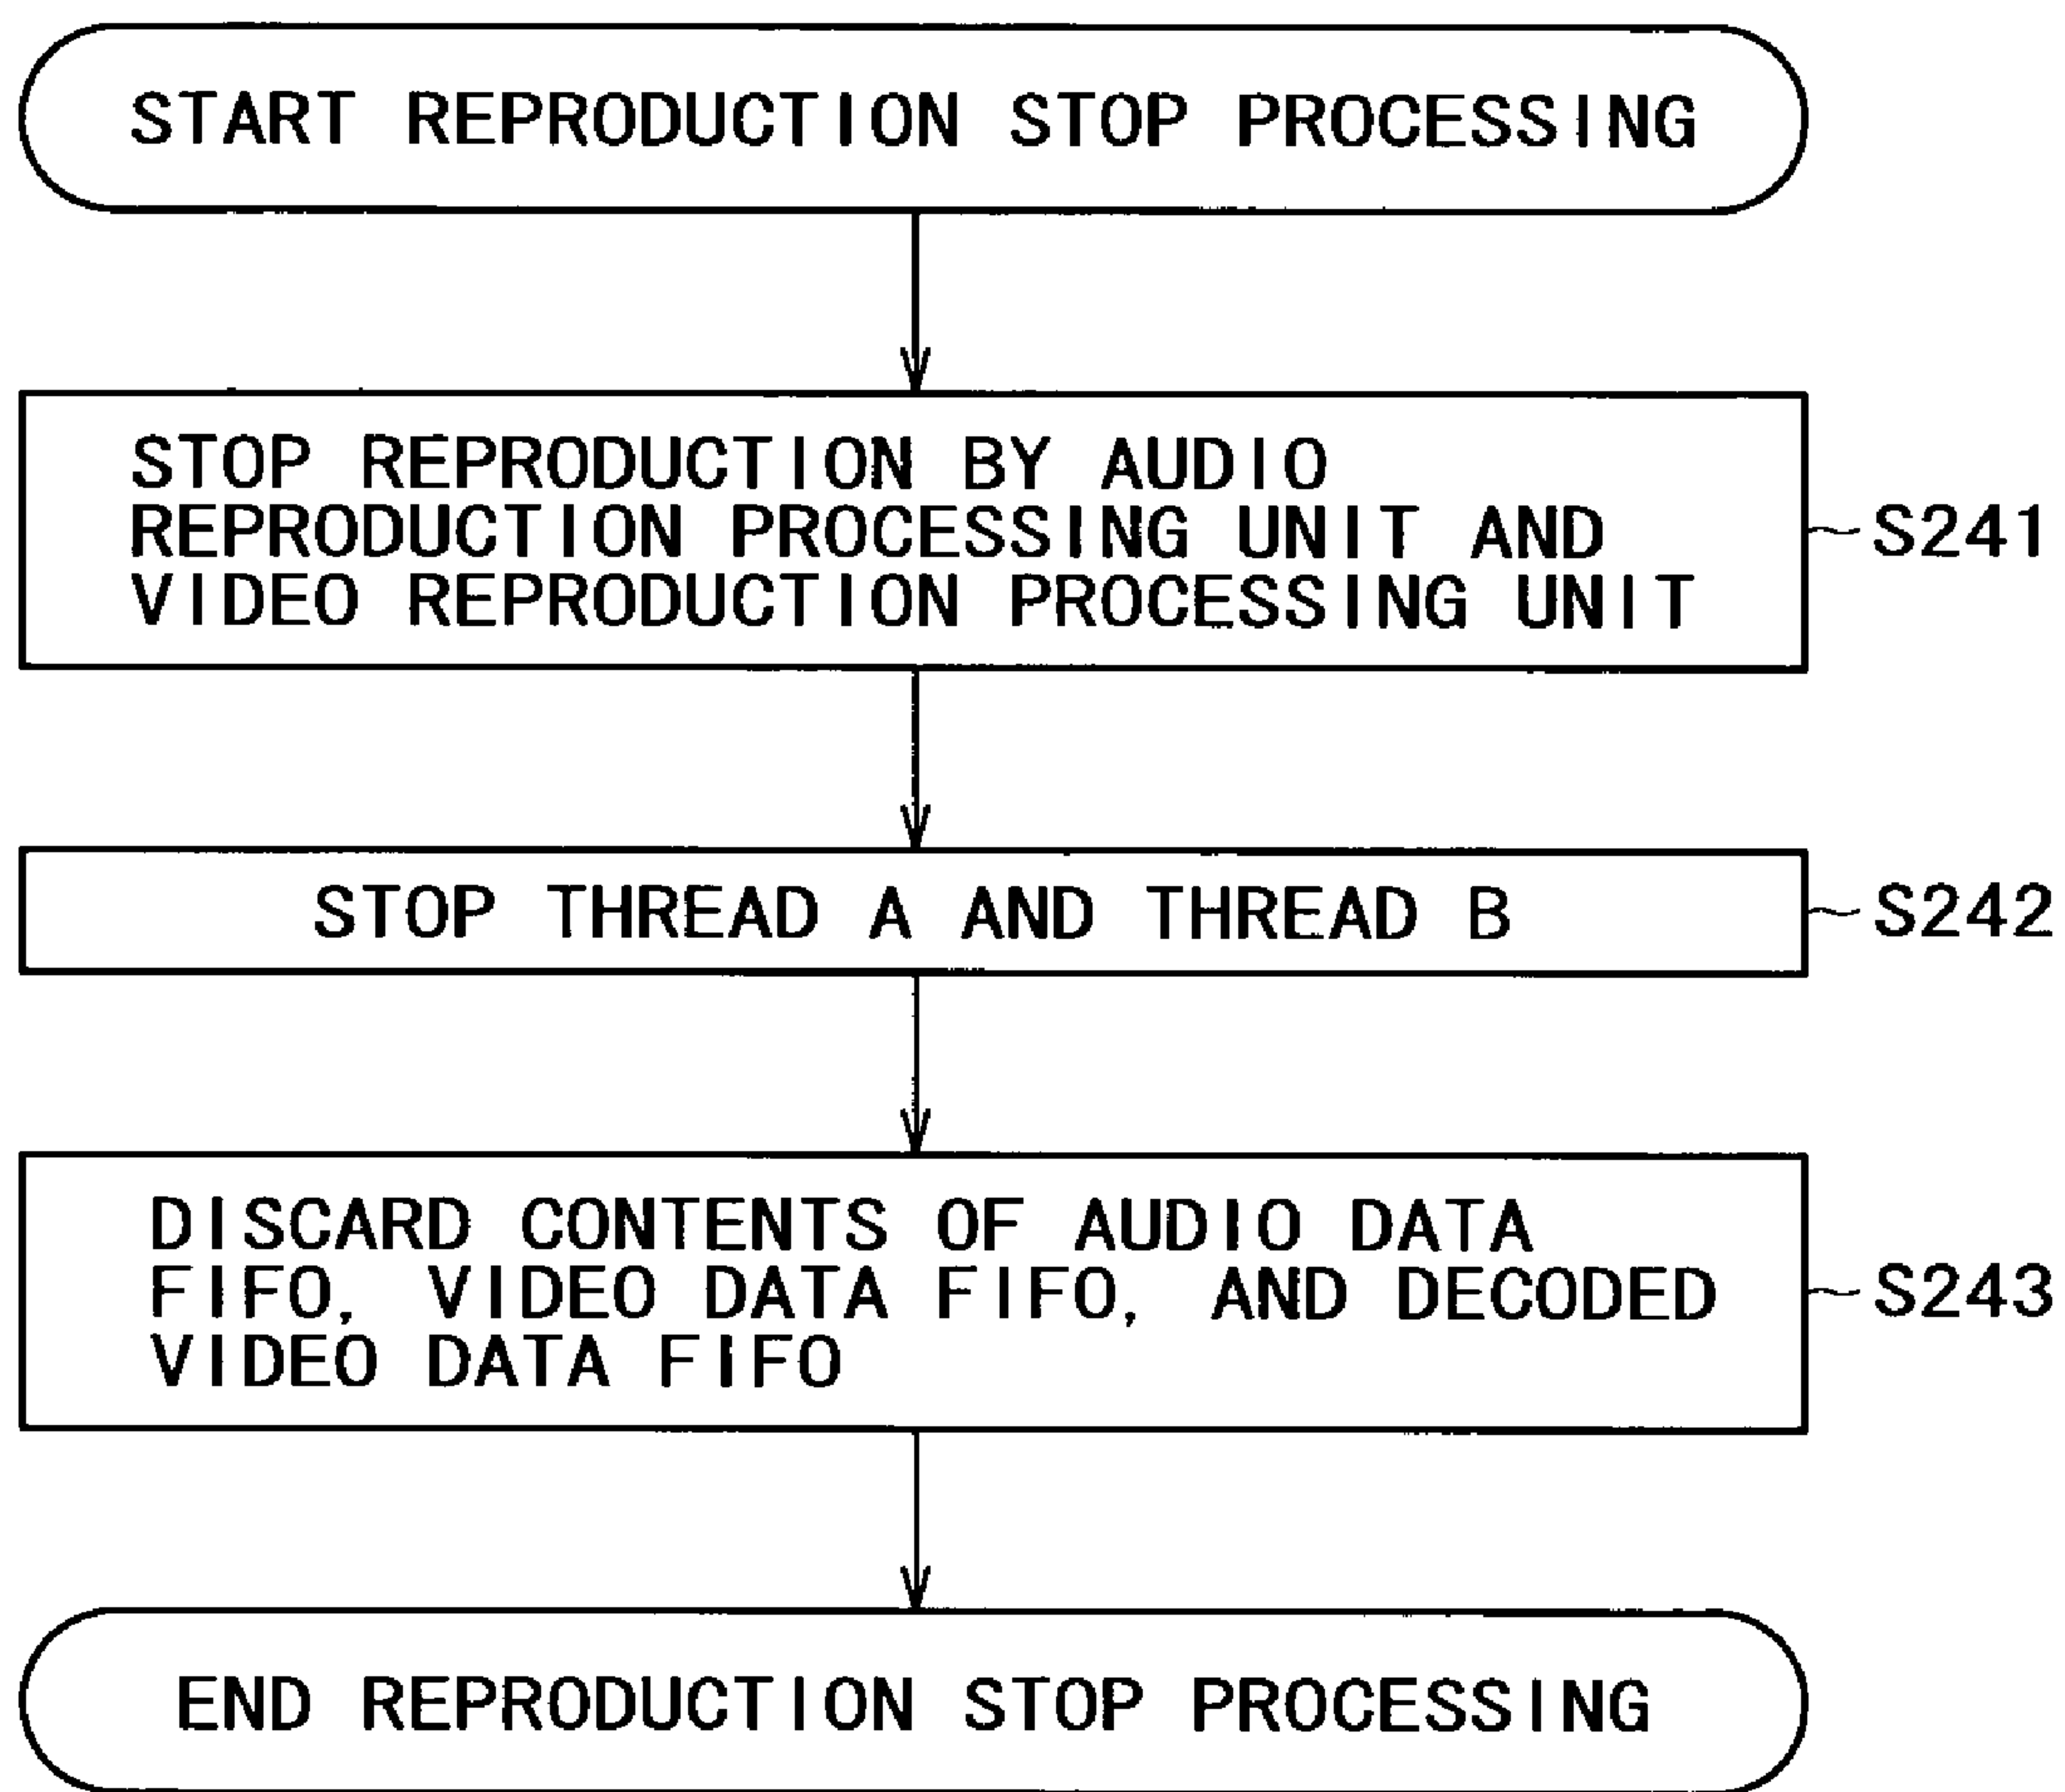 START REPRODUCTION STOP PROCESSING
STOP REPRODUCTION BY AUDIO
REPRODUCTION PROCESSING UNIT AND
VIDEO REPRODUCTION PROCESSING UNIT
S241
STOP THREAD A AND THREAD B
S242
DISCARD CONTENTS OF AUDIO DATA
FIFO, VIDEO DATA FIFO, AND DECODED
VIDEO DATA FIFO
S243
END REPRODUCTION STOP PROCESSING